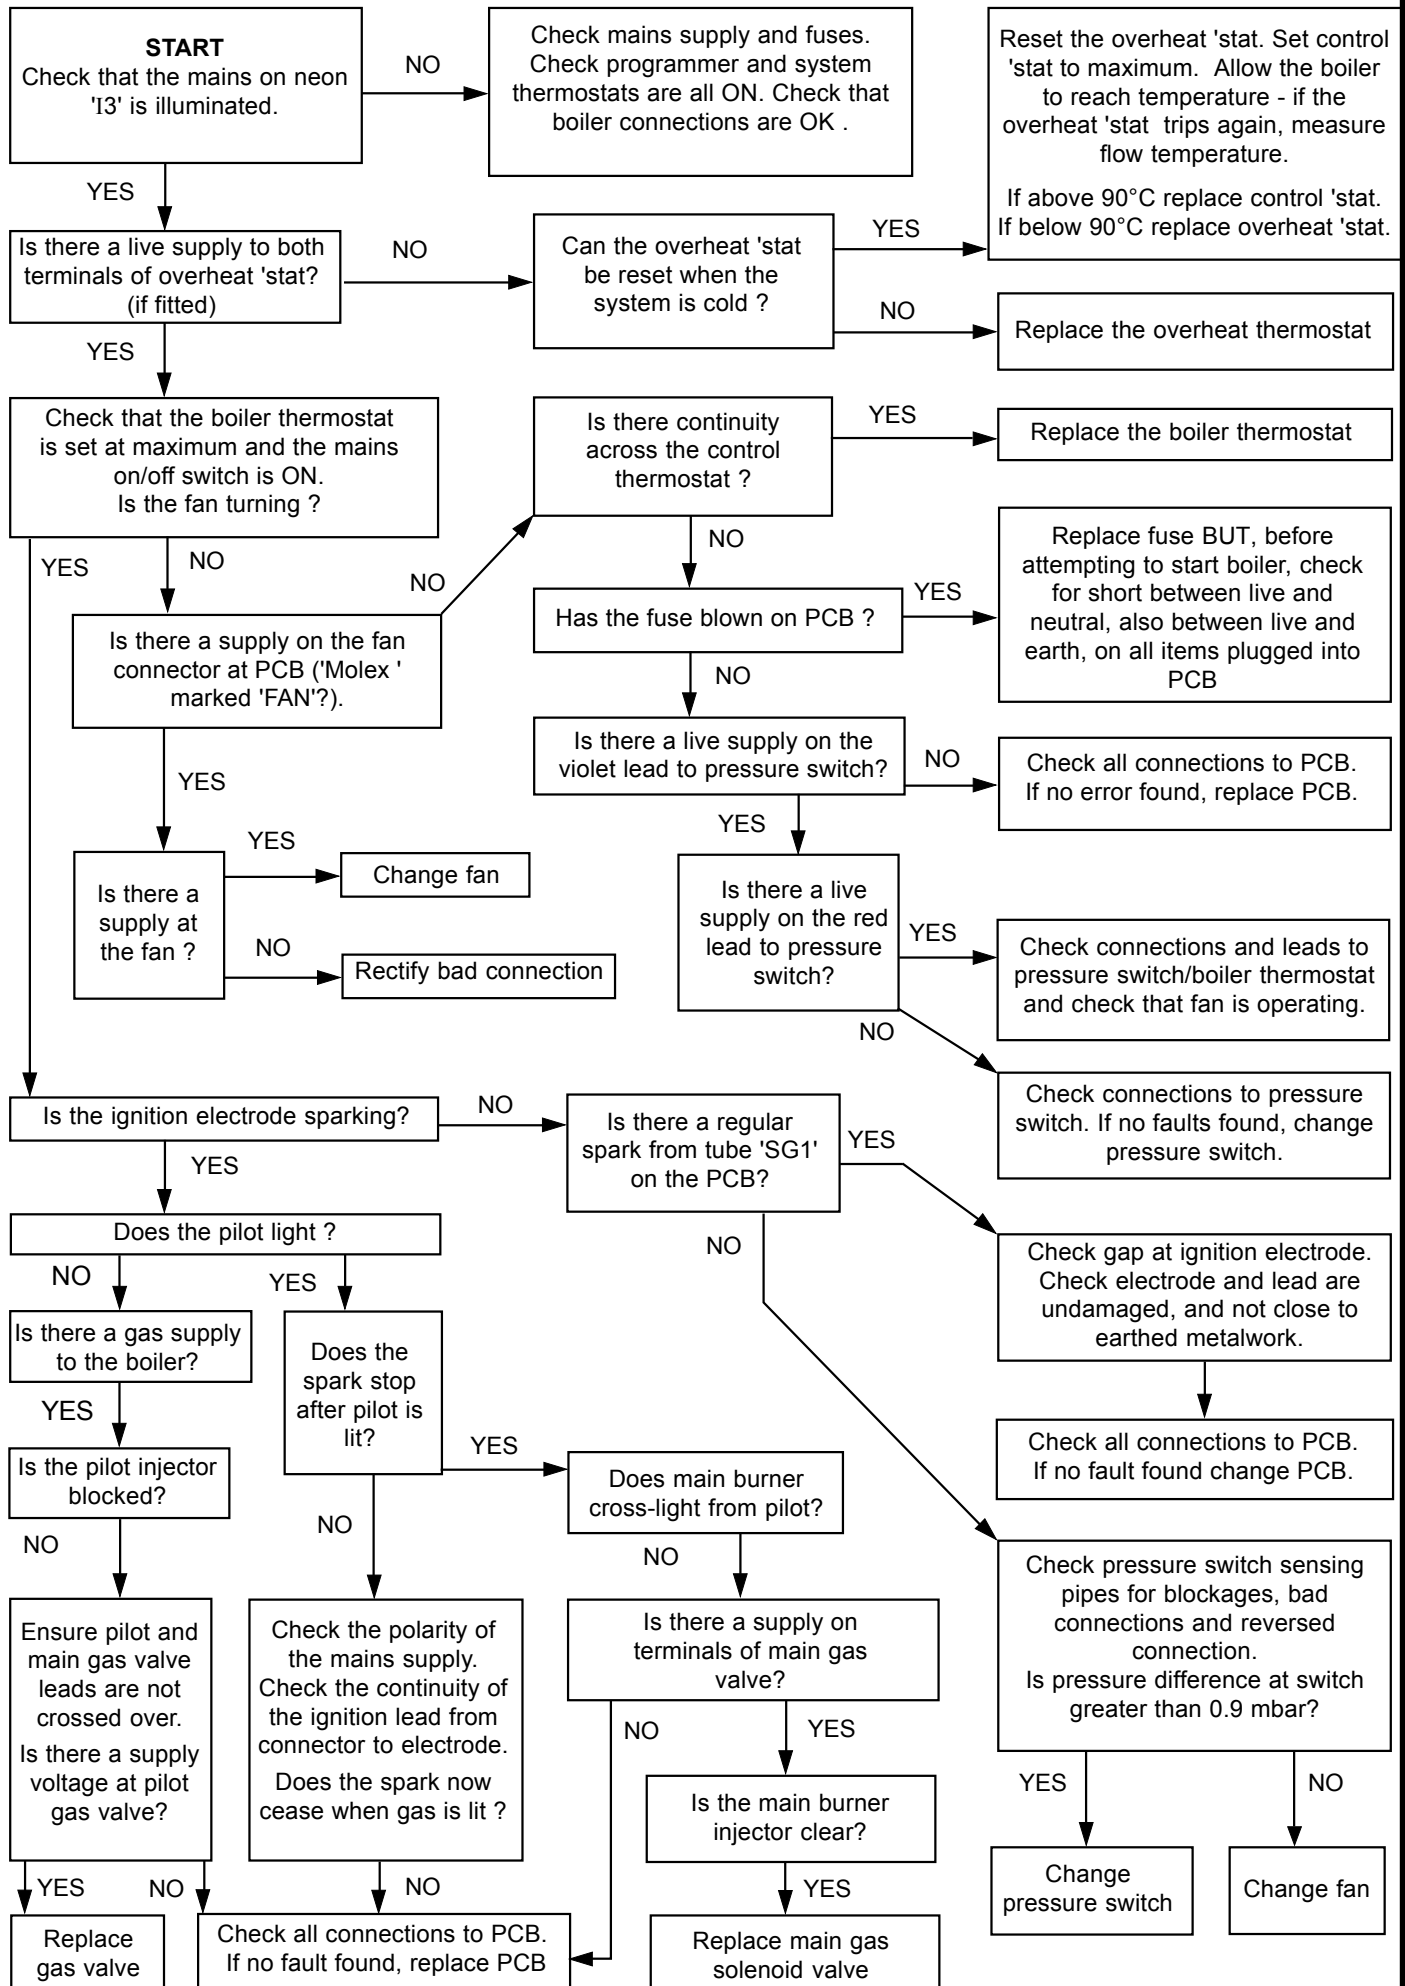 START
Check that the mains on neon
'I3' is illuminated.
NO
Check mains supply and fuses.
Check programmer and system
thermostats are all ON. Check that
boiler connections are OK .
Reset the overheat 'stat. Set control
'stat to maximum. Allow the boiler
to reach temperature - if the
overheat 'stat trips again, measure
flow temperature.
If above 90°C replace control 'stat.
If below 90°C replace overheat 'stat.
YES
Is there a live supply to both
terminals of overheat 'stat?
(if fitted)
NO
Can the overheat 'stat
be reset when the
system is cold ?
YES
NO
Replace the overheat thermostat
YES
Check that the boiler thermostat
is set at maximum and the mains
on/off switch is ON.
Is the fan turning ?
Is there continuity
across the control
thermostat ?
YES
Replace the boiler thermostat
YES
NO
NO
NO
Is there a supply on the fan
connector at PCB ('Molex '
marked 'FAN'?).
Has the fuse blown on PCB ?
YES
Replace fuse BUT, before
attempting to start boiler, check
for short between live and
neutral, also between live and
earth, on all items plugged into
PCB
NO
Is there a live supply on the
violet lead to pressure switch?
NO
Check all connections to PCB.
If no error found, replace PCB.
YES
YES
Is there a
supply at
the fan ?
YES
Change fan
NO
Rectify bad connection
Is there a live
supply on the red
lead to pressure
switch?
YES
Check connections and leads to
pressure switch/boiler thermostat
and check that fan is operating.
NO
Check connections to pressure
switch. If no faults found, change
pressure switch.
Is the ignition electrode sparking?
NO
Is there a regular
spark from tube 'SG1'
on the PCB?
YES
YES
Does the pilot light ?
NO
Check gap at ignition electrode.
Check electrode and lead are
undamaged, and not close to
earthed metalwork.
NO
YES
Is there a gas supply
to the boiler?
Does the
spark stop
after pilot is
lit?
YES
YES
Check all connections to PCB.
If no fault found change PCB.
Is the pilot injector
blocked?
Does main burner
cross-light from pilot?
NO
NO
NO
Check pressure switch sensing
pipes for blockages, bad
connections and reversed
connection.
Is pressure difference at switch
greater than 0.9 mbar?
Ensure pilot and
main gas valve
leads are not
crossed over.
Is there a supply
voltage at pilot
gas valve?
Check the polarity of
the mains supply.
Check the continuity of
the ignition lead from
connector to electrode.
Does the spark now
cease when gas is lit ?
Is there a supply on
terminals of main gas
valve?
NO
YES
YES
NO
Is the main burner
injector clear?
Change
pressure switch
Change fan
YES
NO
NO
YES
Replace
gas valve
Check all connections to PCB.
If no fault found, replace PCB
Replace main gas
solenoid valve